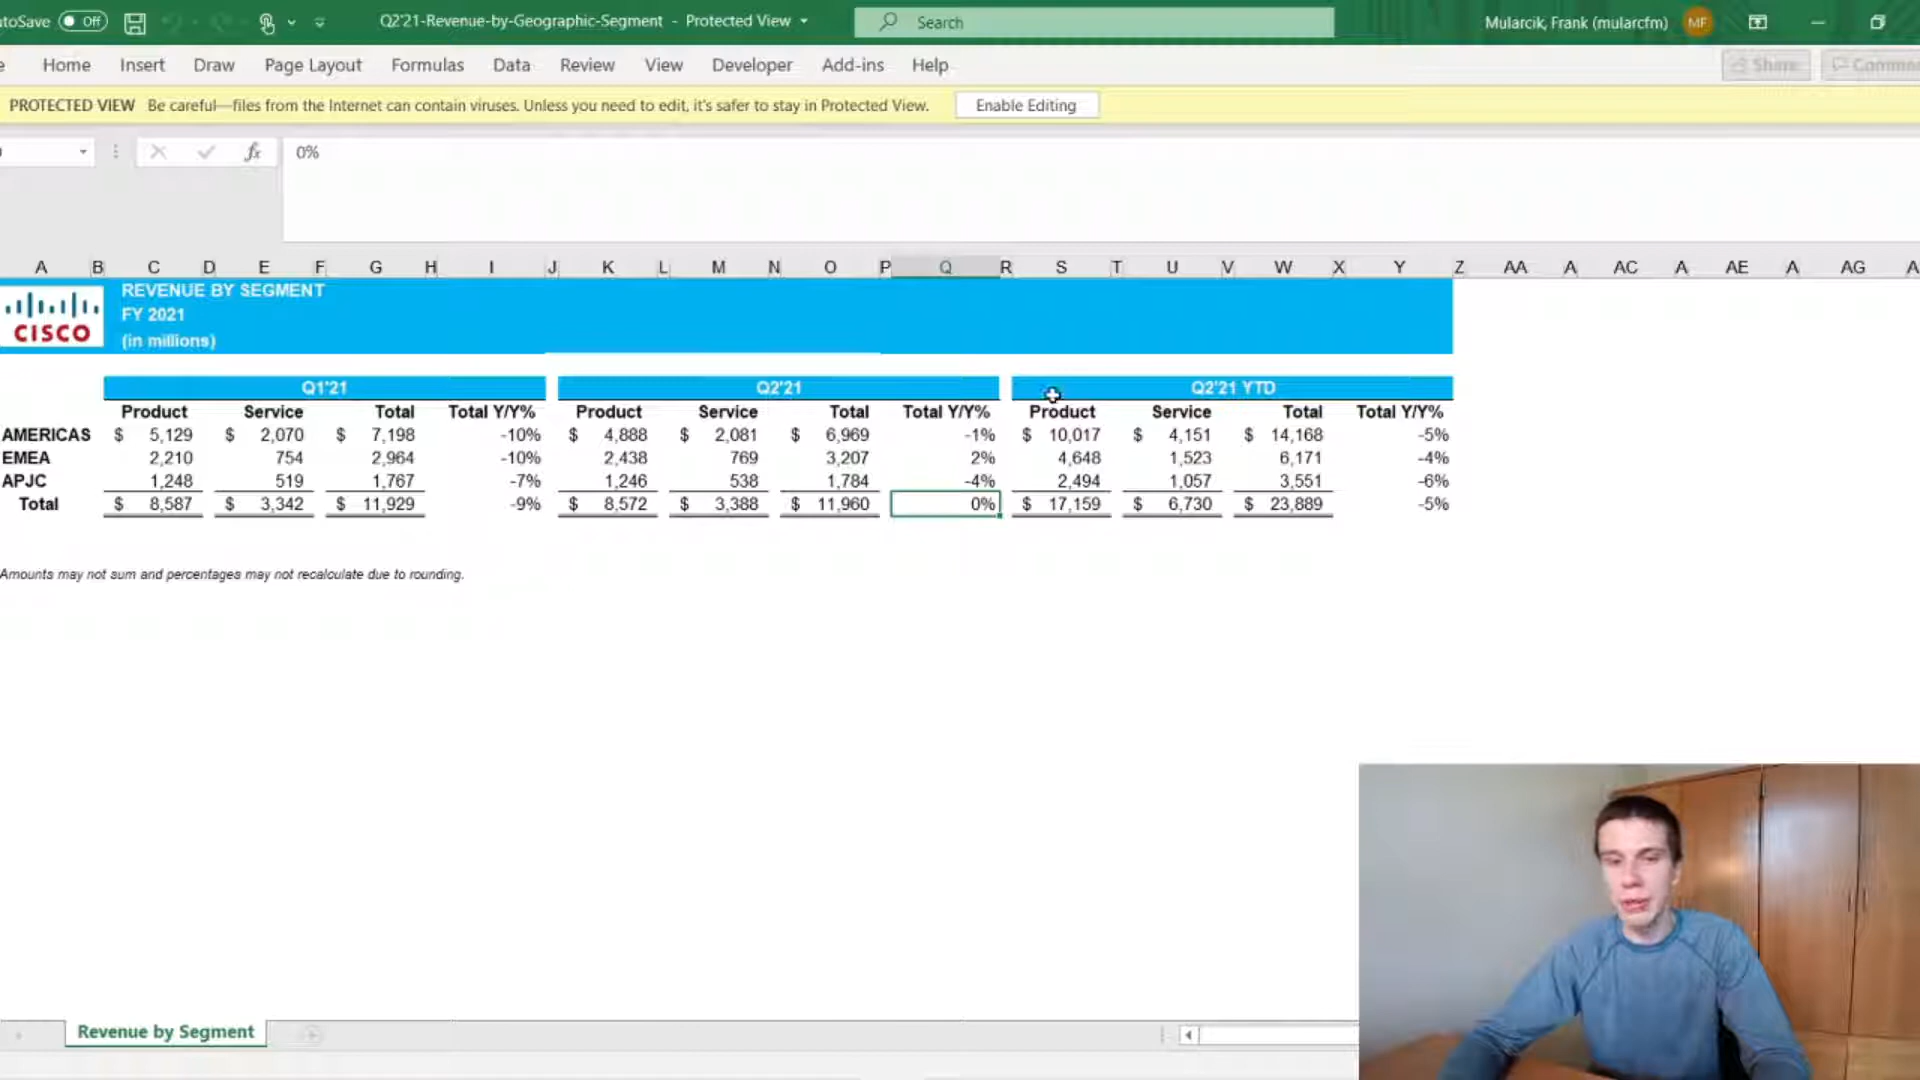 utoSave Off Q2'21-Revenue-by-Geographic-Segment - Protected View Search Mularcik, Frank (mularcfm) MF
Home Insert Draw Page Layout Formulas Data Review View Developer Add-ins Help Share
PROTECTED VIEW Be careful—files from the Internet can contain viruses. Unless you need to edit, it's safer to stay in Protected View. Enable Editing
fx 0%
A B C D E F G H I J K L M N O P Q R S T U V W X Y Z AA A AC A AE A AG A
CISCO
REVENUE BY SEGMENT
FY 2021
(in millions)
Q1'21 Q2'21 Q2'21 YTD
Product Service Total Total Y/Y% Product Service Total Total Y/Y% Product Service Total Total Y/Y%
AMERICAS $ 5,129 $ 2,070 $ 7,198 -10% $ 4,888 $ 2,081 $ 6,969 -1% $ 10,017 $ 4,151 $ 14,168 -5%
EMEA 2,210 754 2,964 -10% 2,438 769 3,207 2% 4,648 1,523 6,171 -4%
APJC 1,248 519 1,767 -7% 1,246 538 1,784 -4% 2,494 1,057 3,551 -6%
Total $ 8,587 $ 3,342 $ 11,929 -9% $ 8,572 $ 3,388 $ 11,960 0% $ 17,159 $ 6,730 $ 23,889 -5%
Amounts may not sum and percentages may not recalculate due to rounding.
Revenue by Segment